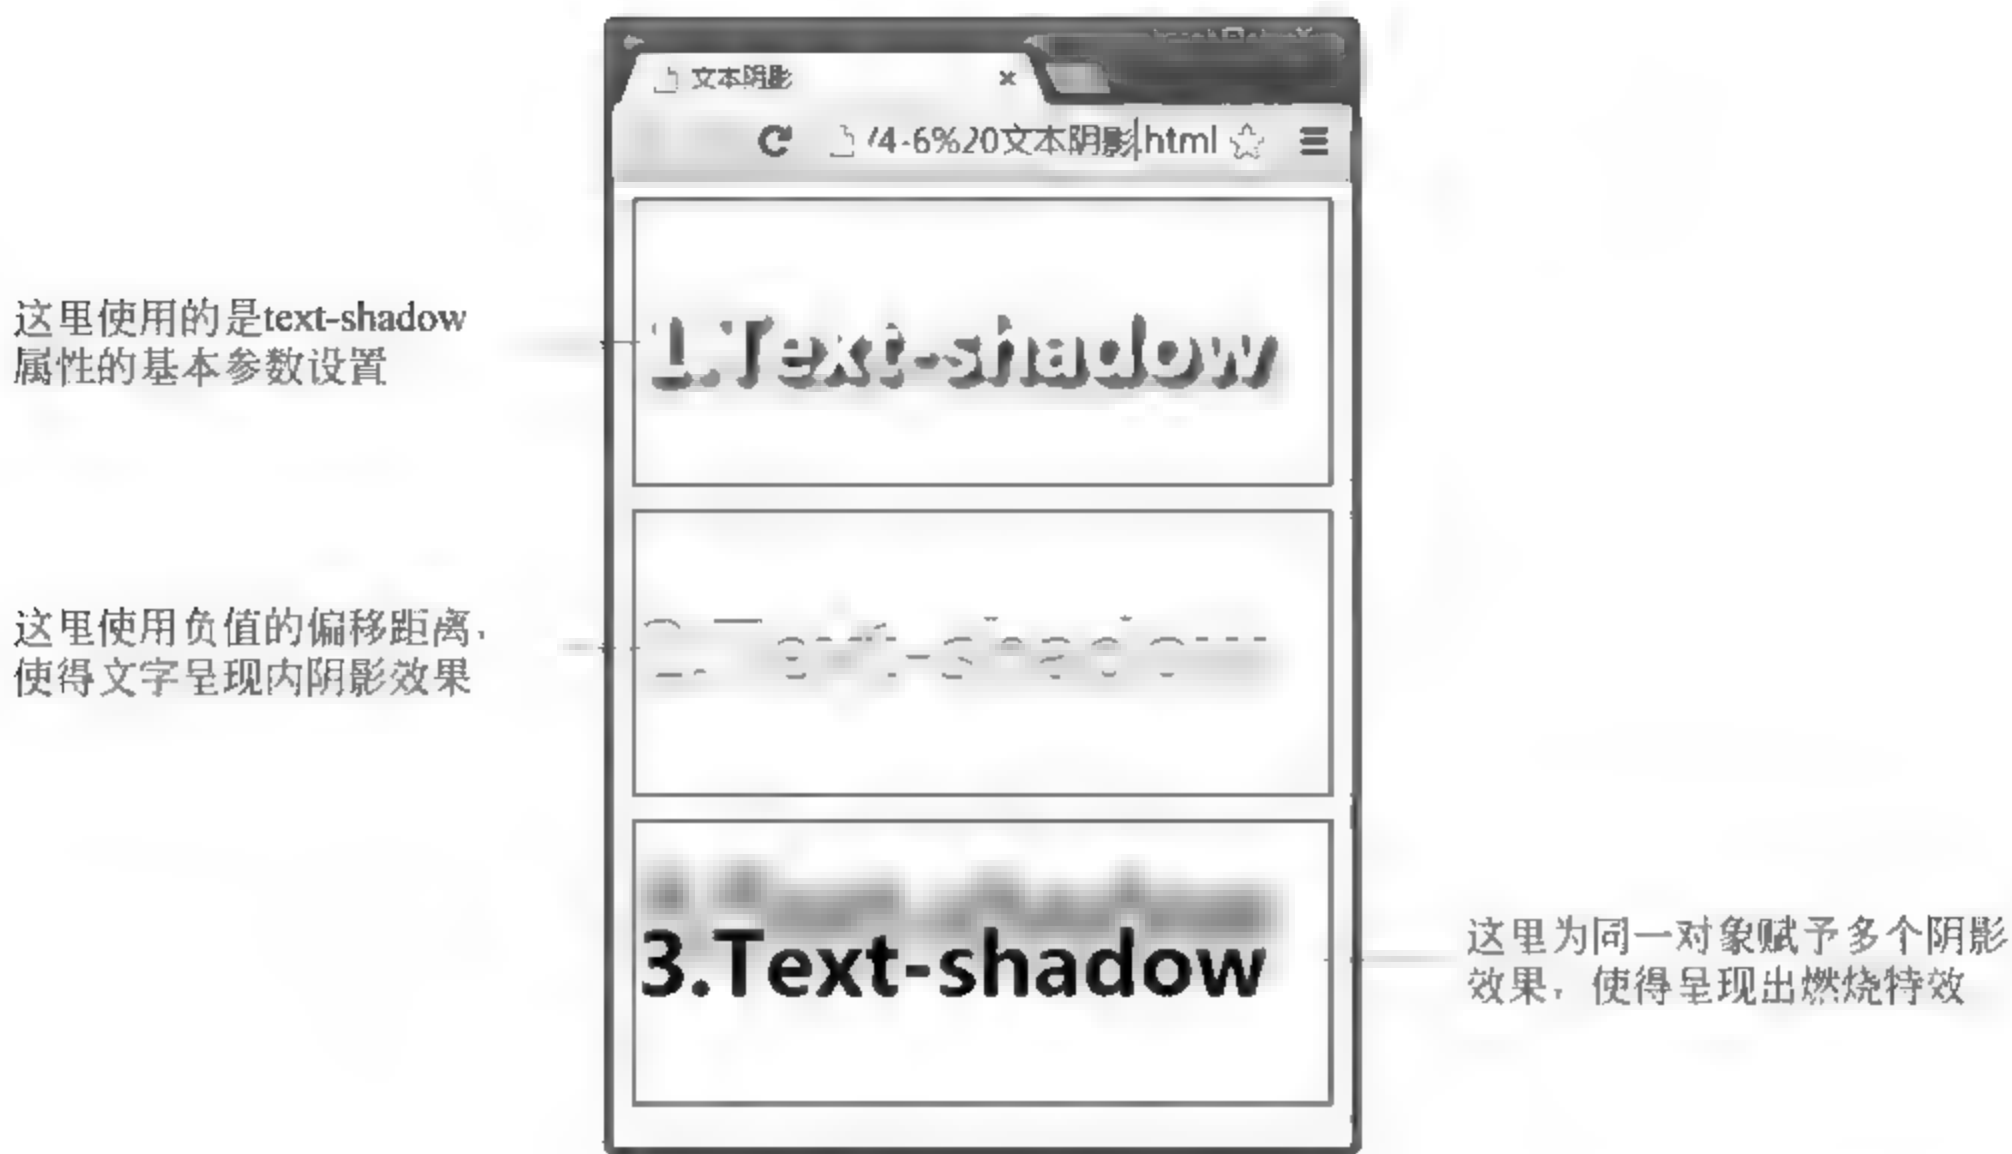 文本阴影
/4-6%20文本阴影.html
这里使用的是text-shadow
属性的基本参数设置
1.Text-shadow
这里使用负值的偏移距离，
使得文字呈现内阴影效果
2.Text-shadow
3.Text-shadow
这里为同一对象赋予多个阴影
效果，使得呈现出燃烧特效